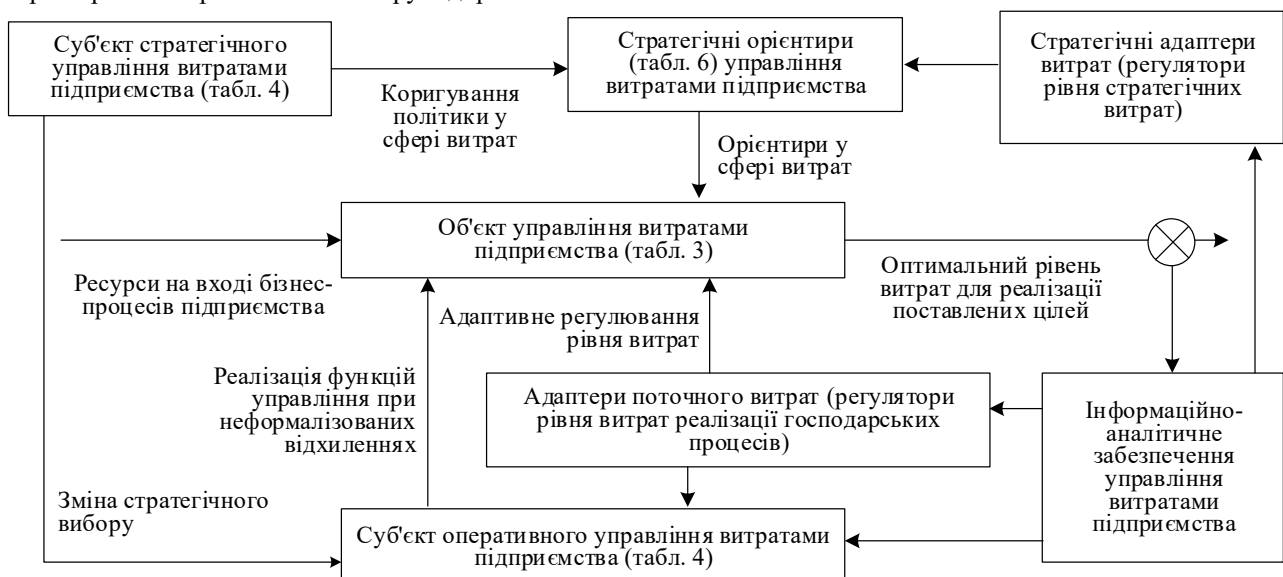 Суб'єкт стратегічного
управління витратами
підприємства (табл. 4)
Стратегічні орієнтири
(табл. 6) управління
витратами підприємства
Стратегічні адаптери
витрат (регулятори
рівня стратегічних
витрат)
Коригування
політики у
сфері витрат
Орієнтири у
сфері витрат
Об'єкт управління витратами
підприємства (табл. 3)
Ресурси на вході бізнес-
процесів підприємства
Оптимальний рівень
витрат для реалізації
поставлених цілей
Адаптивне регулювання
рівня витрат
Реалізація функцій
управління при
неформалізованих
відхиленнях
Адаптери поточного витрат (регулятори
рівня витрат реалізації господарських
процесів)
Інформаційно-
аналітичне
забезпечення
управління
витратами
підприємства
Зміна стратегічного
вибору
Суб'єкт оперативного управління витратами
підприємства (табл. 4)